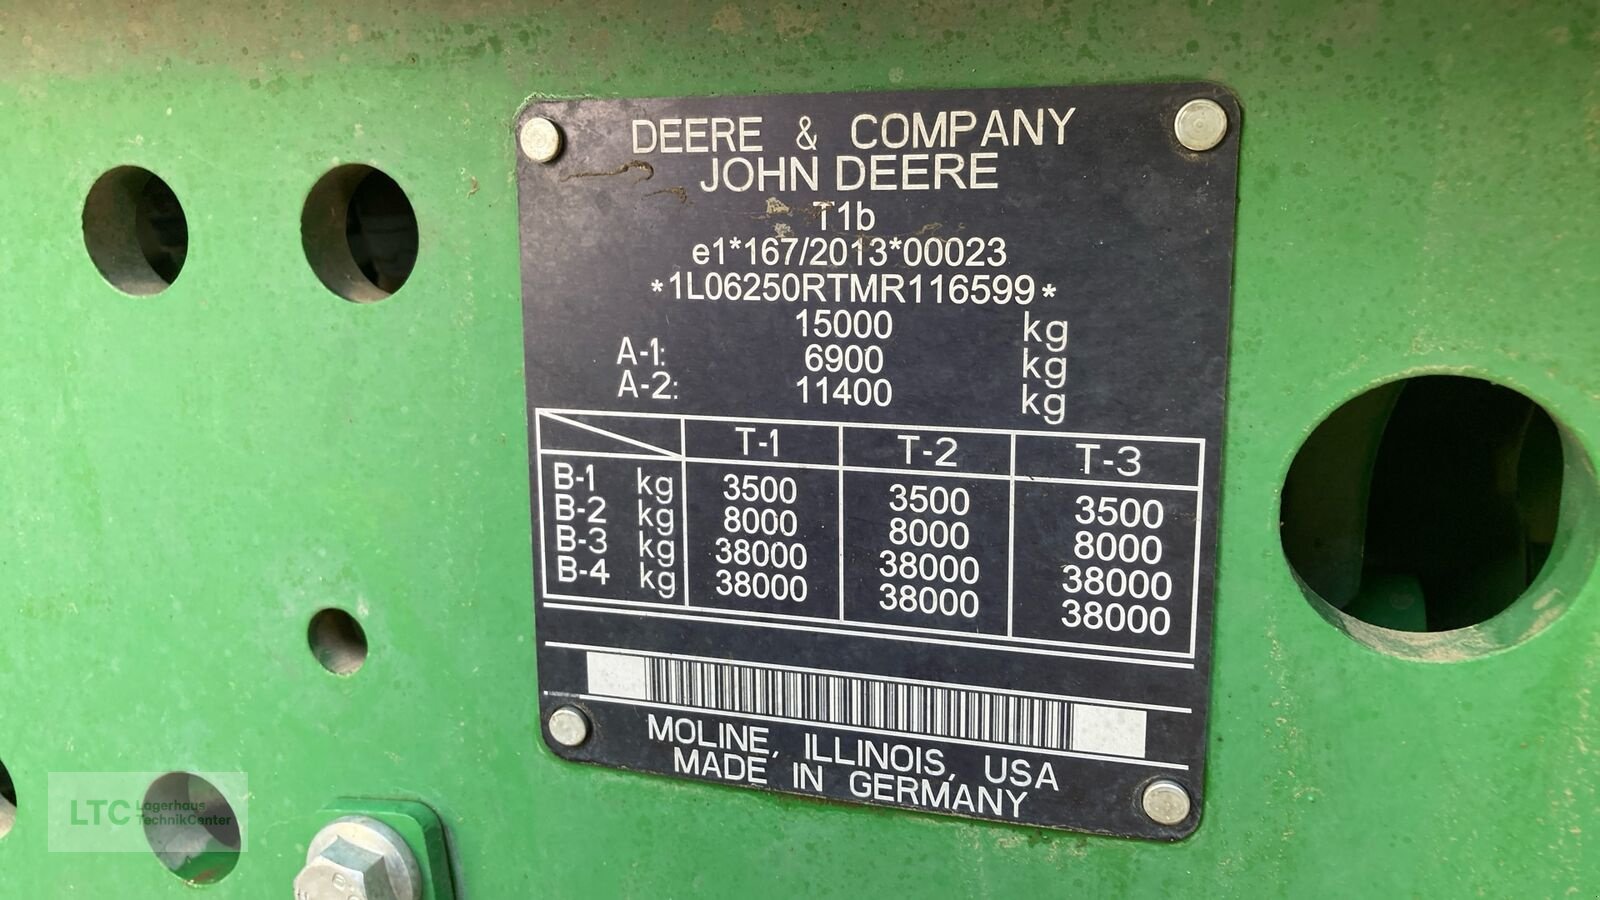 DEERE & COMPANY
JOHN DEERE
T1b
e1*167/2013*00023
*1L06250RTMR116599*
15000 kg
A-1: 6900 kg
A-2: 11400 kg
T-1 T-2 T-3
B-1 kg 3500 3500 3500
B-2 kg 8000 8000 8000
B-3 kg 38000 38000 38000
B-4 kg 38000 38000 38000
MOLINE, ILLINOIS, USA
MADE IN GERMANY
LTC Lagerhaus
TechnikCenter